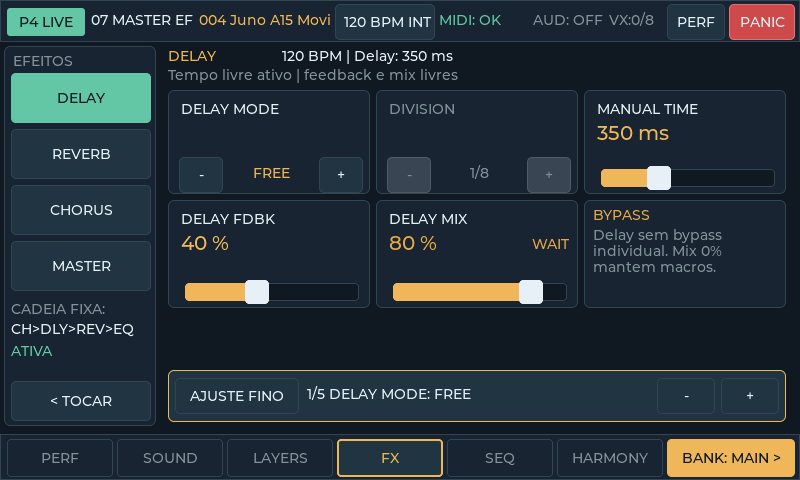 P4 LIVE
07 MASTER EF
004 Juno A15 Movi
120 BPM INT
MIDI: OK
AUD: OFF
VX:0/8
PERF
PANIC
EFEITOS
DELAY
REVERB
CHORUS
MASTER
CADEIA FIXA:
CH>DLY>REV>EQ
ATIVA
< TOCAR
DELAY
120 BPM | Delay: 350 ms
Tempo livre ativo | feedback e mix livres
DELAY MODE
- FREE +
DIVISION
- 1/8 +
MANUAL TIME
350 ms
DELAY FDBK
40 %
DELAY MIX
80 %
WAIT
BYPASS
Delay sem bypass
individual. Mix 0%
mantem macros.
AJUSTE FINO
1/5 DELAY MODE: FREE
- +
PERF
SOUND
LAYERS
FX
SEQ
HARMONY
BANK: MAIN >